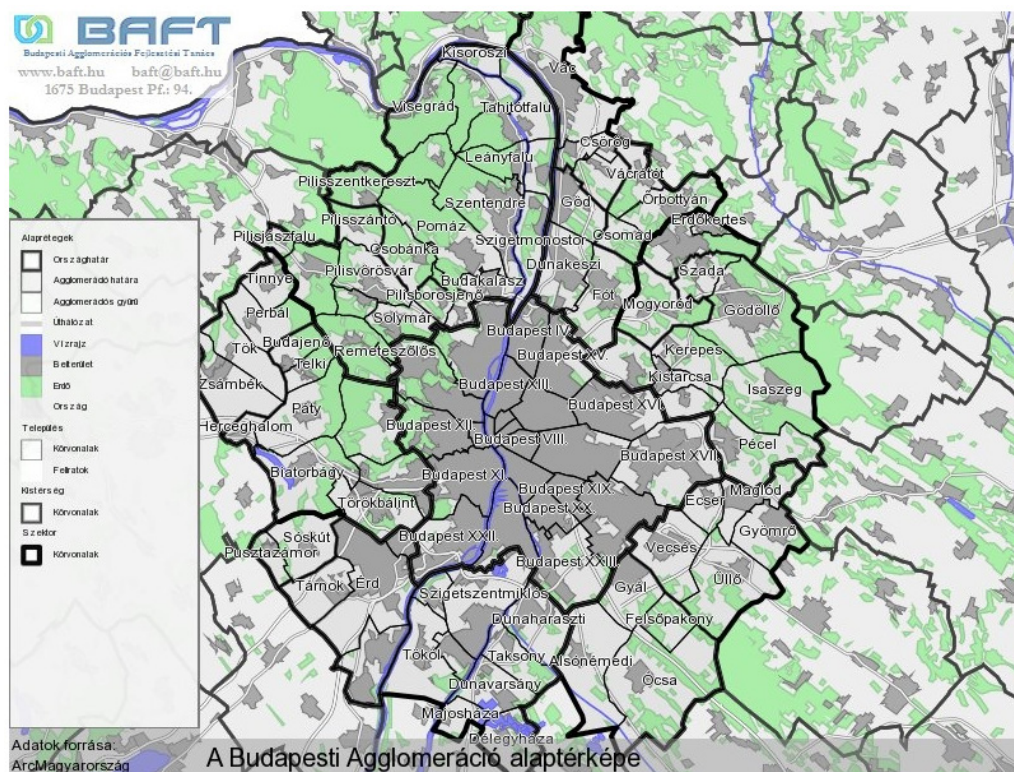 BAFT
Budapesti Agglomerációs Fejlesztési Tanács
www.baft.hu baft@baft.hu
1675 Budapest Pf.: 94.
Alaprétegek
Országhatár
Agglomerádó határa
Agglomerádós gyűrű
Úthálózat
Vízrajz
Belterület
Erdő
Ország
Település
Körvonalak
Feliratok
Kistérség
Körvonalak
Szektor
Körvonalak
Kisoroszi
Vác
Visegrád
Tahitótfalu
Csörög
Leányfalu
Vácrátót
Pilisszentkereszt
Őrbottyán
Szentendre
Göd
Pilisszántó
Pomáz
Erdőkertes
Pilisjászfalu
Csobánka
Szigetmonostor
Csomád
Pilisvörösvár
Dunakeszi
Szada
Tinnye
Budakalász
Pilisborosjenő
Fót
Mogyoród
Gödöllő
Perbál
Solymár
Budapest IV.
Tök
Budajenő
Remeteszőlős
Budapest XV.
Kerepes
Telki
Zsámbék
Budapest XIII.
Kistarcsa
Isaszeg
Páty
Budapest XVI.
Herceghalom
Budapest XII.
Budapest VIII.
Pécel
Budapest XVII.
Biatorbágy
Budapest XI.
Törökbálint
Budapest XIX.
Ecser
Maglód
Budapest XX.
Gyömrő
Sóskút
Budapest XXII.
Vecsés
Pusztazámor
Budapest XXIII.
Üllő
Tárnok
Érd
Gyál
Szigetszentmiklós
Dunaharaszti
Felsőpakony
Tököl
Taksony
Alsónémedi
Dunavarsány
Ócsa
Majosháza
Délegyháza
Adatok forrása:
ArcMagyarország
A Budapesti Agglomeráció alaptérképe